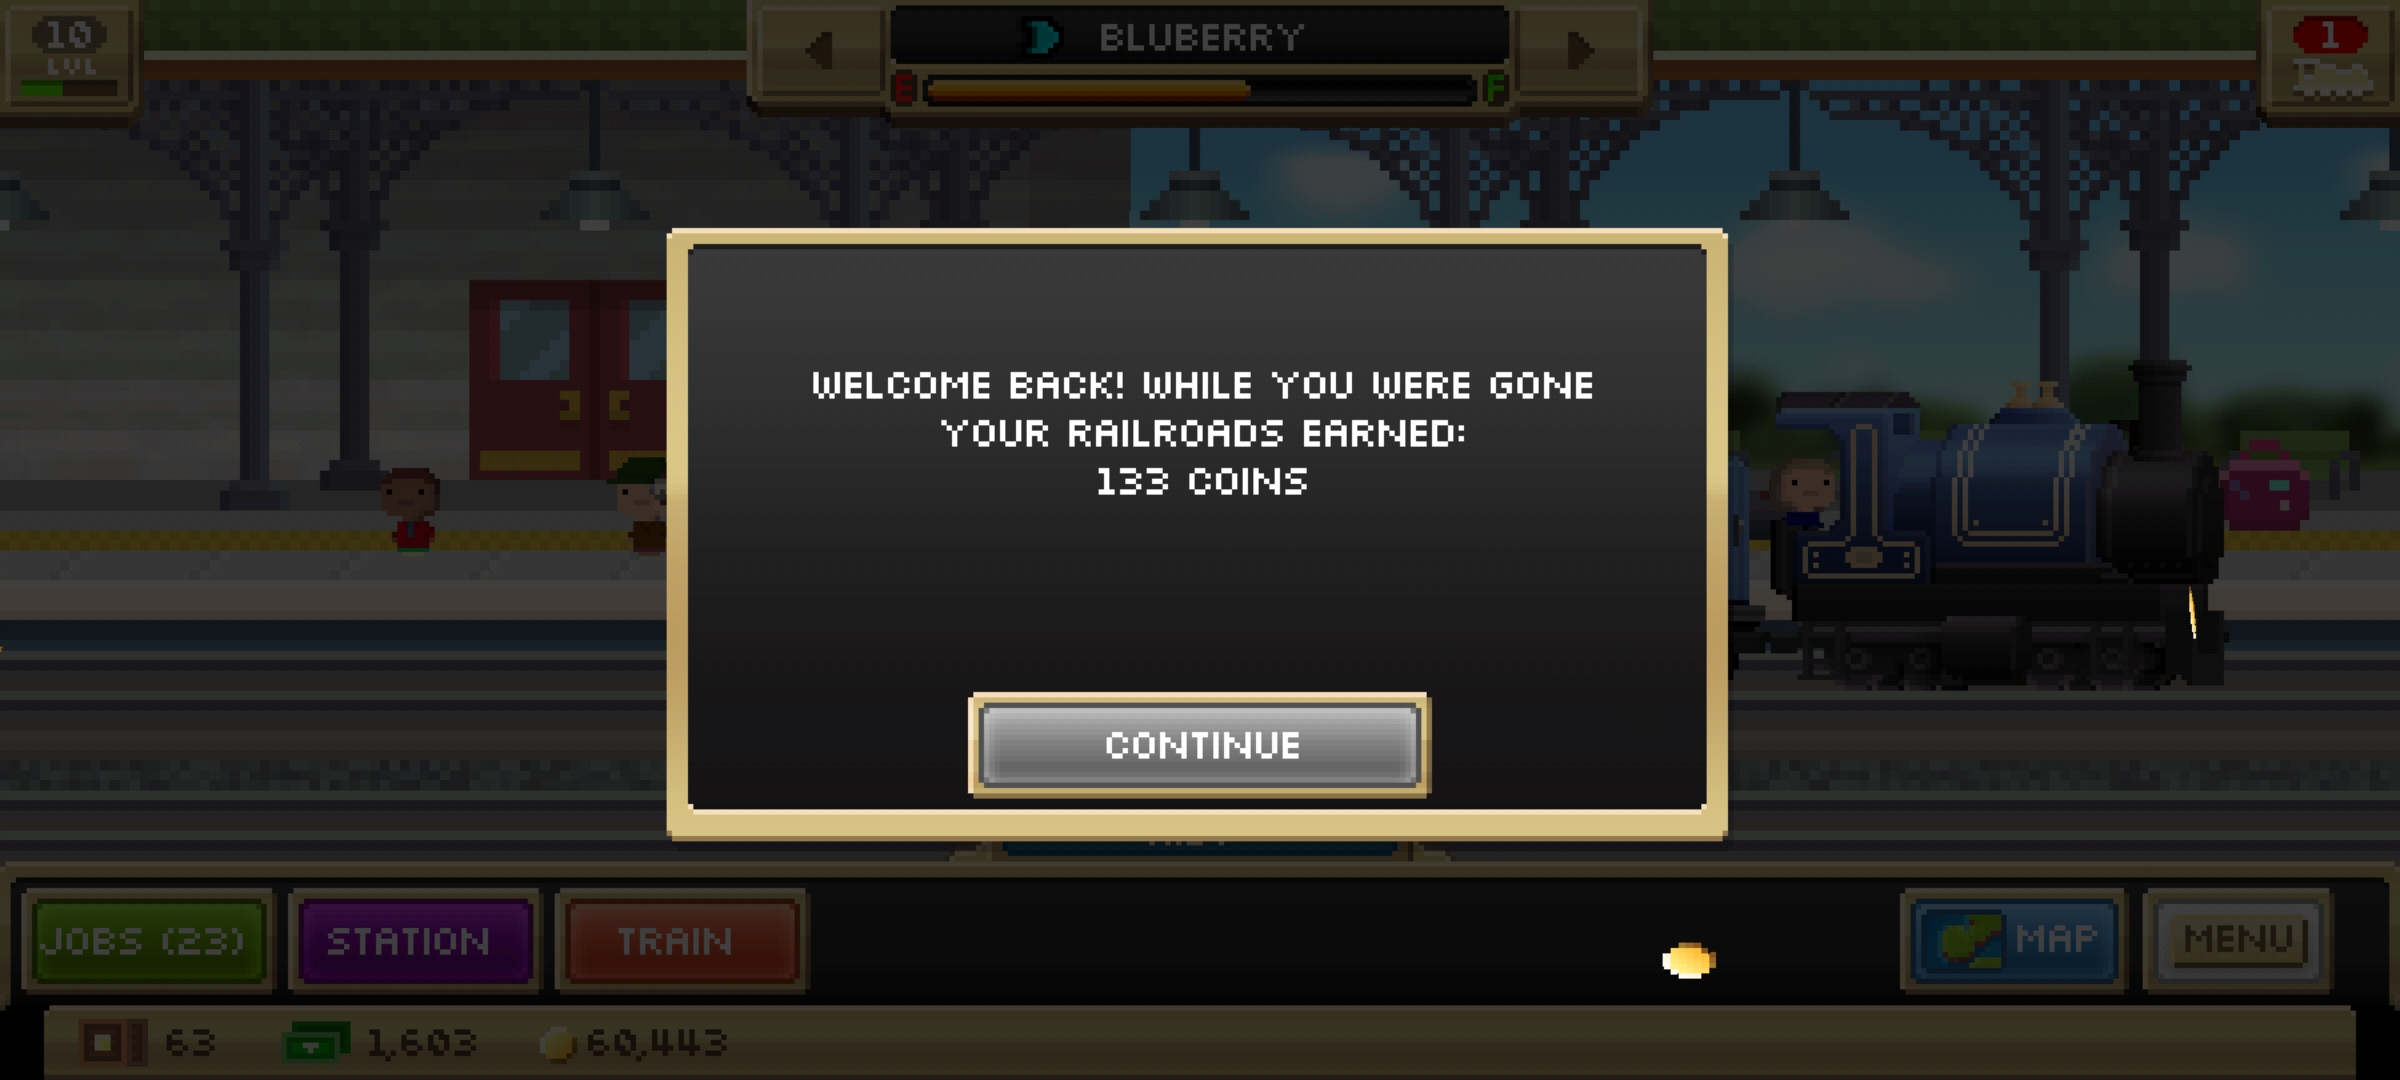 10
LVL
BLUBERRY
E
F
1
WELCOME BACK! WHILE YOU WERE GONE
YOUR RAILROADS EARNED:
133 COINS
CONTINUE
JOBS (23)
STATION
TRAIN
MAP
MENU
63
1,603
60,443